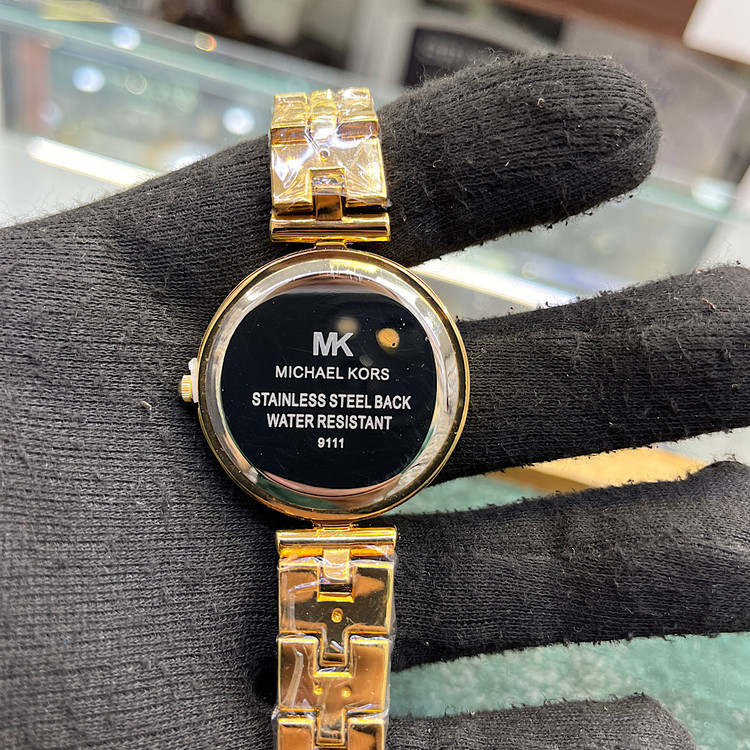 MK
MICHAEL KORS
STAINLESS STEEL BACK
WATER RESISTANT
9111